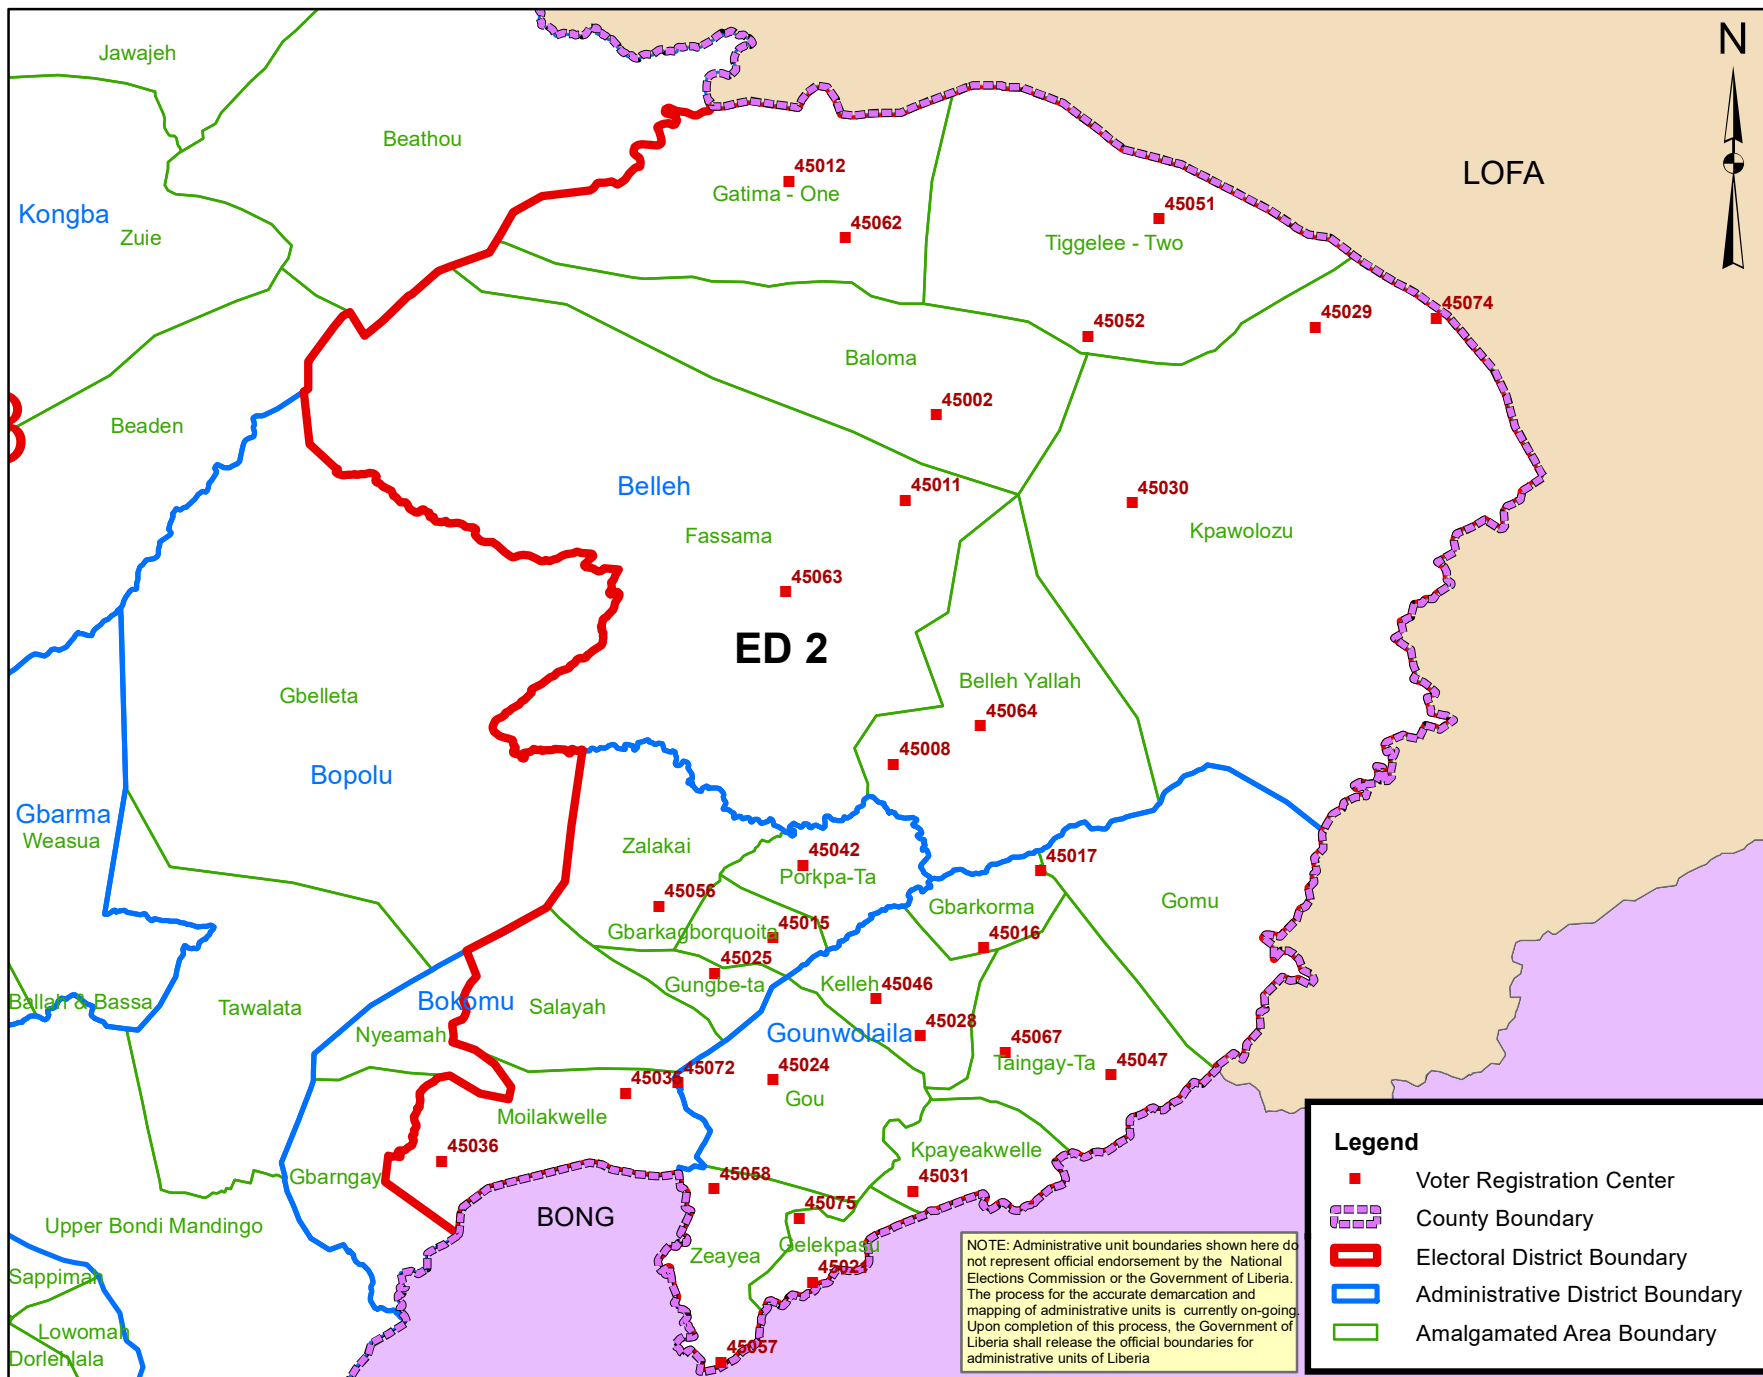 N
Jawajeh
Beathou
LOFA
45012
Gatima - One
45051
Kongba
Zuie
45062
Tiggelee - Two
45074
45029
45052
Baloma
45002
Beaden
Belleh
45011
45030
Fassama
Kpawolozu
45063
ED 2
Belleh Yallah
Gbelleta
45064
45008
Bopolu
Gbarma
Weasua
Zalakai
45042
45017
Porkpa-Ta
45056
Gbarkorma
Gomu
45015
Gbarkagborquoita
45016
45025
Gungbe-ta
Kelleh
45046
Ballah & Bassa
Tawalata
Bokomu
Salayah
45028
Gounwolaila
Nyeamah
45067
Taingay-Ta
45047
45072
45024
Gou
Moilakwelle
45036
Kpayeakwelle
Gbarngay
45058
45031
45075
BONG
Upper Bondi Mandingo
Gelekpasu
Zeayea
45021
Sappimah
Lowomah
45057
Dorlehlala
NOTE: Administrative unit boundaries shown here do
not represent official endorsement by the National
Elections Commission or the Government of Liberia.
The process for the accurate demarcation and
mapping of administrative units is currently on-going.
Upon completion of this process, the Government of
Liberia shall release the official boundaries for
administrative units of Liberia
Legend
Voter Registration Center
County Boundary
Electoral District Boundary
Administrative District Boundary
Amalgamated Area Boundary